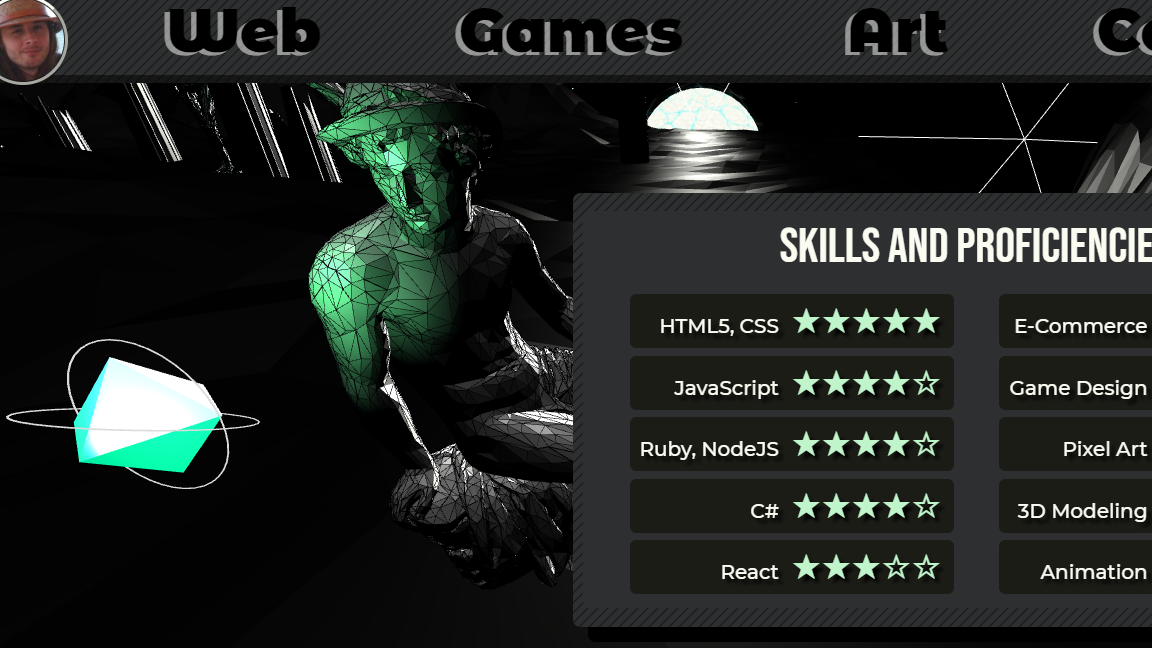 Web Games Art Co
SKILLS AND PROFICIENCIE
HTML5, CSS
JavaScript
Ruby, NodeJS
C#
React
E-Commerce
Game Design
Pixel Art
3D Modeling
Animation